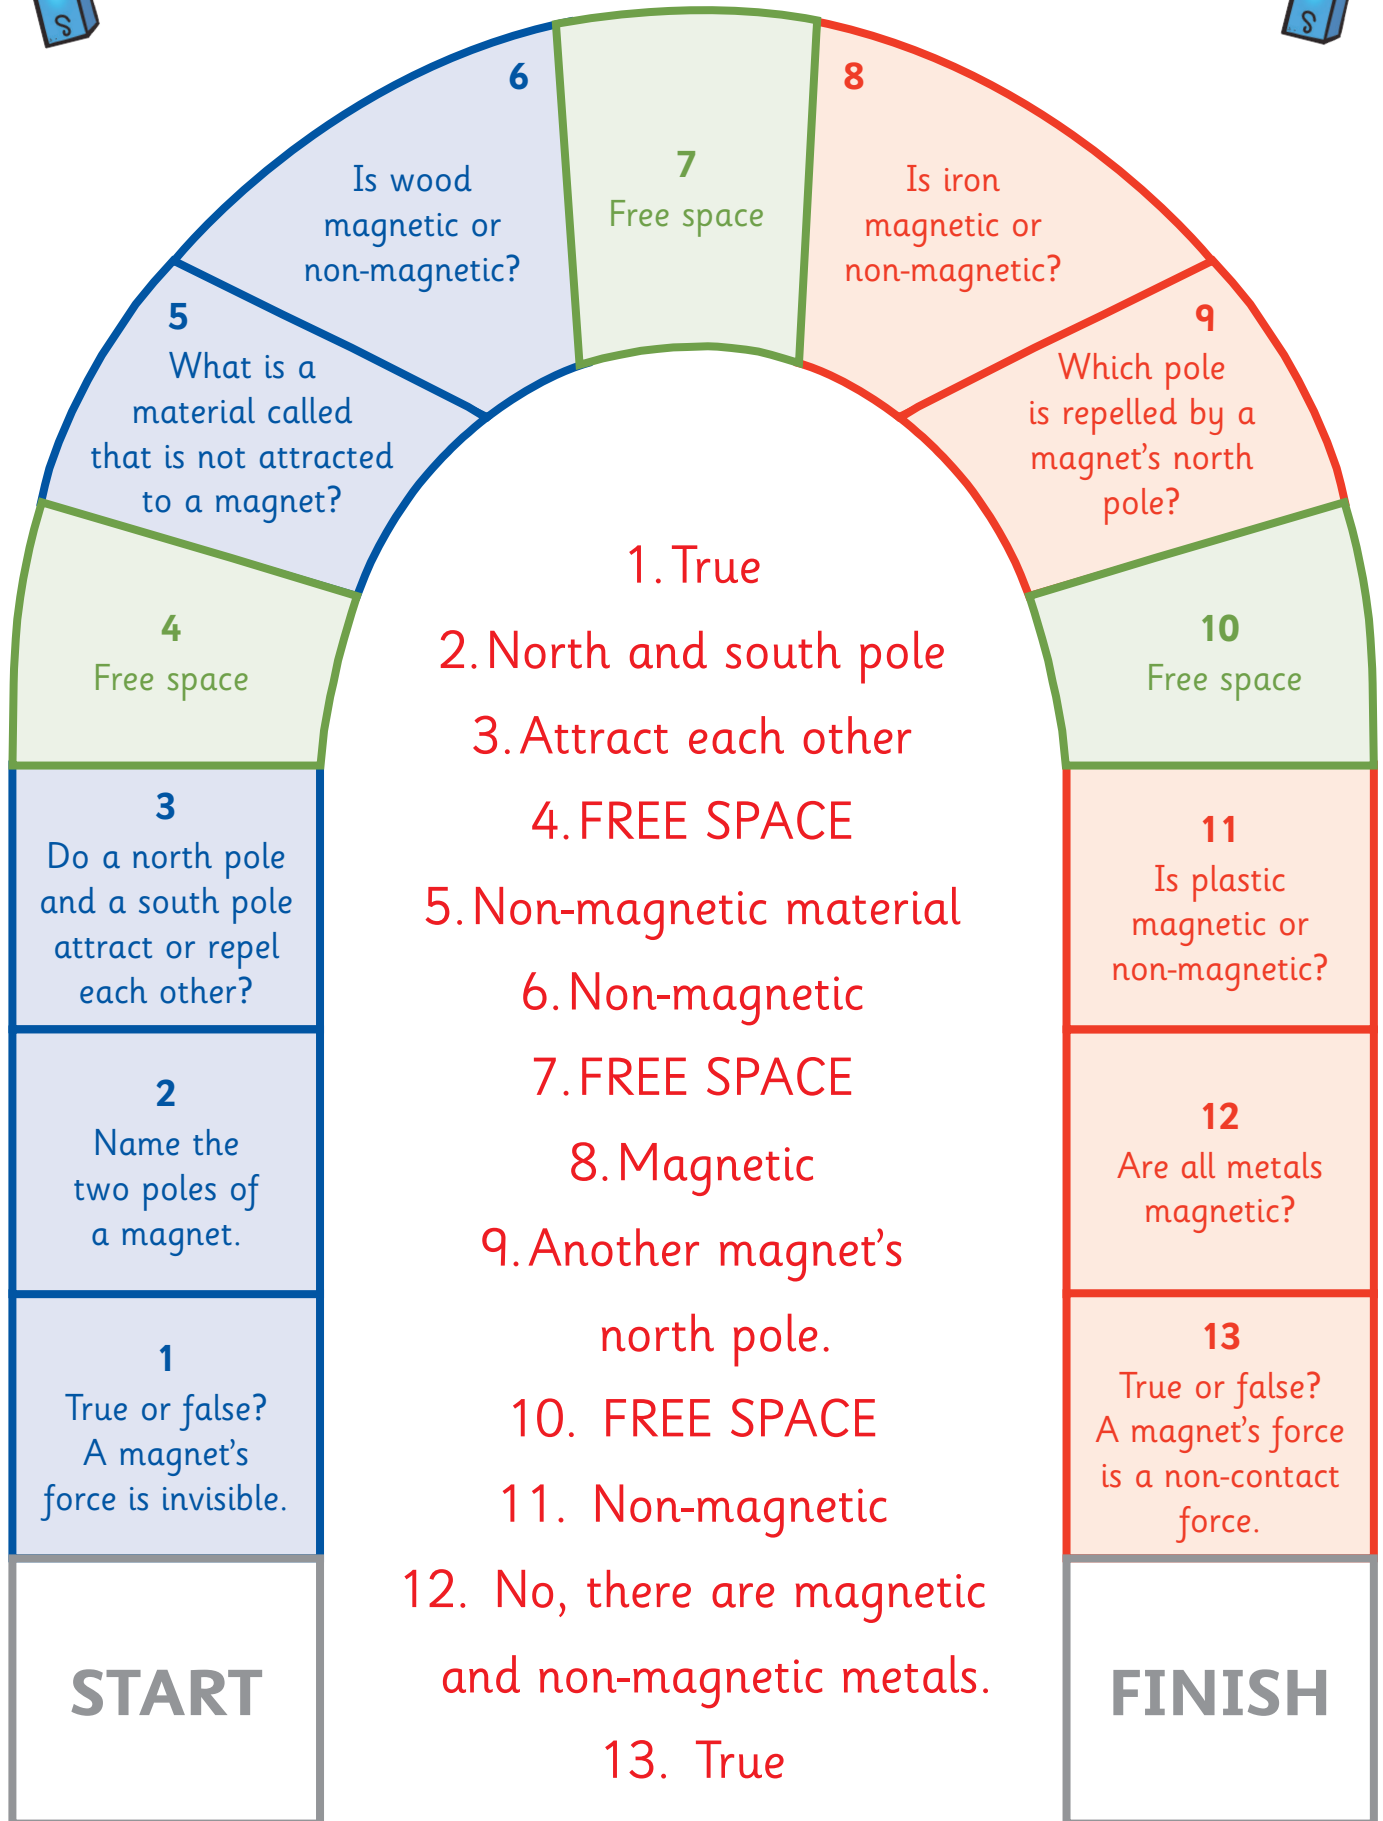 S
S
6
Is wood
magnetic or
non-magnetic?
7
Free space
8
Is iron
magnetic or
non-magnetic?
5
What is a
material called
that is not attracted
to a magnet?
9
Which pole
is repelled by a
magnet's north
pole?
4
Free space
10
Free space
3
Do a north pole
and a south pole
attract or repel
each other?
11
Is plastic
magnetic or
non-magnetic?
2
Name the
two poles of
a magnet.
12
Are all metals
magnetic?
1
True or false?
A magnet's
force is invisible.
13
True or false?
A magnet's force
is a non-contact
force.
START
FINISH
1. True
2. North and south pole
3. Attract each other
4. FREE SPACE
5. Non-magnetic material
6. Non-magnetic
7. FREE SPACE
8. Magnetic
9. Another magnet's
north pole.
10. FREE SPACE
11. Non-magnetic
12. No, there are magnetic
and non-magnetic metals.
13. True